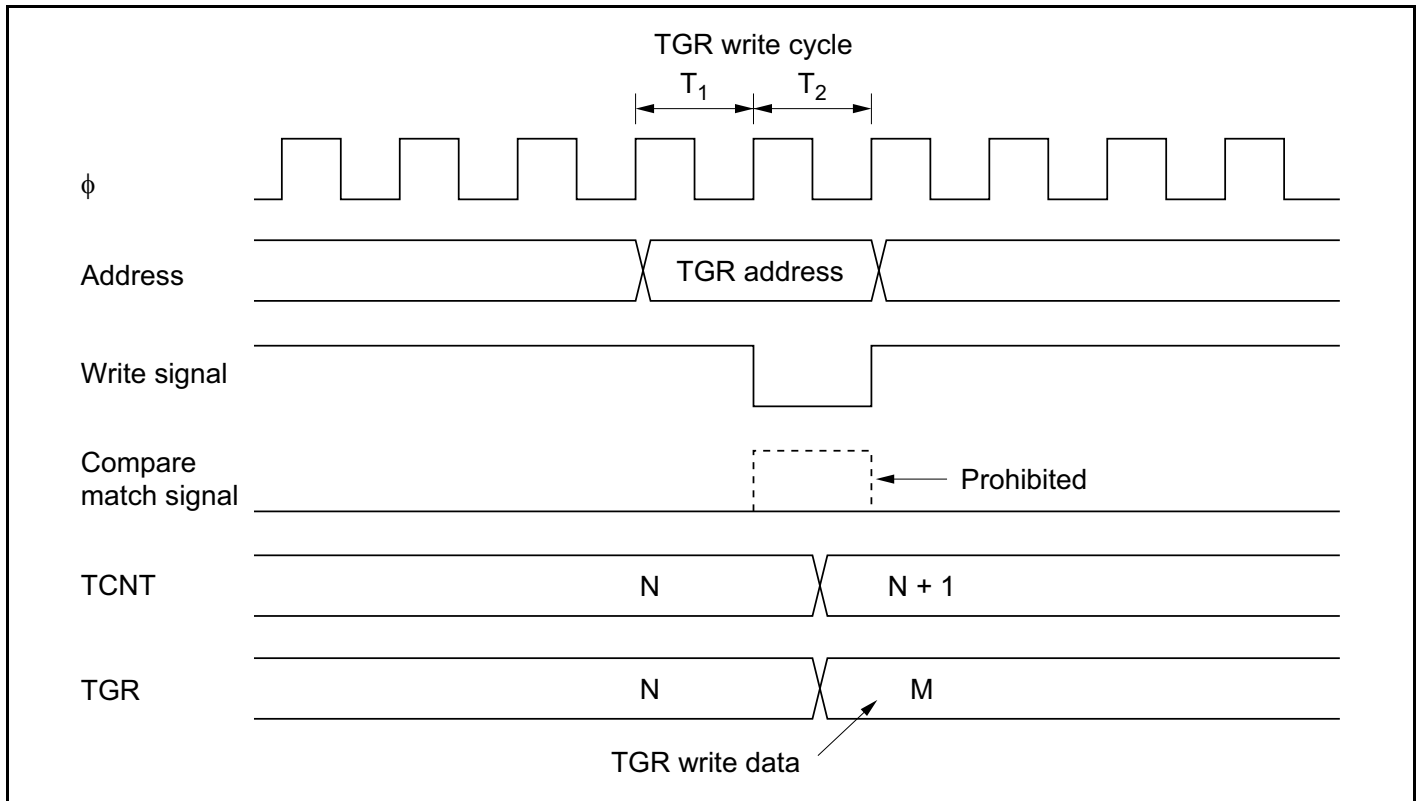 TGR write cycle
T1 T2
ϕ
Address TGR address
Write signal
Compare
match signal
Prohibited
TCNT N N + 1
TGR N M
TGR write data